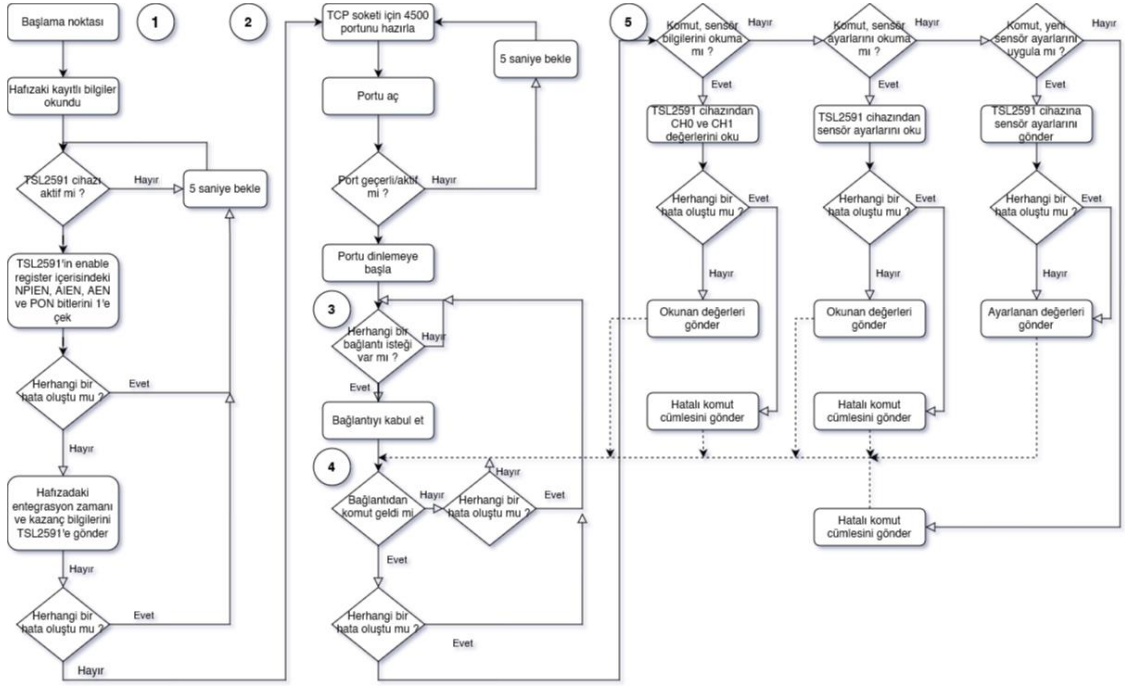 1
Başlama noktası
Hafızaki kayıtlı bilgiler
okundu
TSL2591 cihazı
aktif mi ?
Hayır
5 saniye bekle
TSL2591'in enable
register içerisindeki
NPIEN, AIEN, AEN
ve PON bitlerini 1'e
çek
Herhangi bir
hata oluştu mu ?
Evet
Hayır
Hafızadaki
entegrasyon zamanı
ve kazanç bilgilerini
TSL2591'e gönder
Hayır
Herhangi bir
hata oluştu mu ?
Evet
Hayır
2
TCP soketi için 4500
portunu hazırla
5 saniye bekle
Portu aç
Port geçerli/aktif
mi ?
Hayır
Portu dinlemeye
başla
3
Herhangi bir
bağlantı isteği
var mı ?
Hayır
Evet
Bağlantıyı kabul et
4
Bağlantıdan
komut geldi mi
Hayır
Herhangi bir
hata oluştu mu ?
Hayır
Evet
Evet
Herhangi bir
hata oluştu mu ?
Evet
5
Komut, sensör
bilgilerini okuma
mı ?
Hayır
Evet
TSL2591 cihazından
CH0 ve CH1
değerlerini oku
Herhangi bir
hata oluştu mu ?
Evet
Hayır
Okunan değerleri
gönder
Hatalı komut
cümlesini gönder
Komut, sensör
ayarlarını okuma
mı ?
Hayır
Evet
TSL2591 cihazından
sensör ayarlarını oku
Herhangi bir
hata oluştu mu ?
Evet
Hayır
Okunan değerleri
gönder
Hatalı komut
cümlesini gönder
Komut, yeni
sensör ayarlarını
uygula mı ?
Hayır
Evet
TSL2591 cihazına
sensör ayarlarını
gönder
Herhangi bir
hata oluştu mu ?
Evet
Hayır
Ayarlanan değerleri
gönder
Hatalı komut
cümlesini gönder